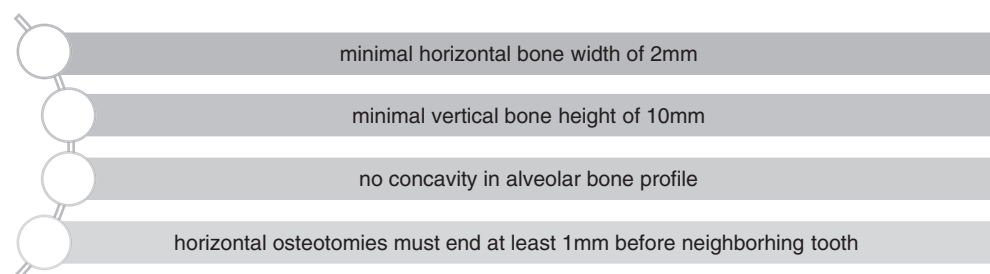 minimal horizontal bone width of 2mm
minimal vertical bone height of 10mm
no concavity in alveolar bone profile
horizontal osteotomies must end at least 1mm before neighborhing tooth